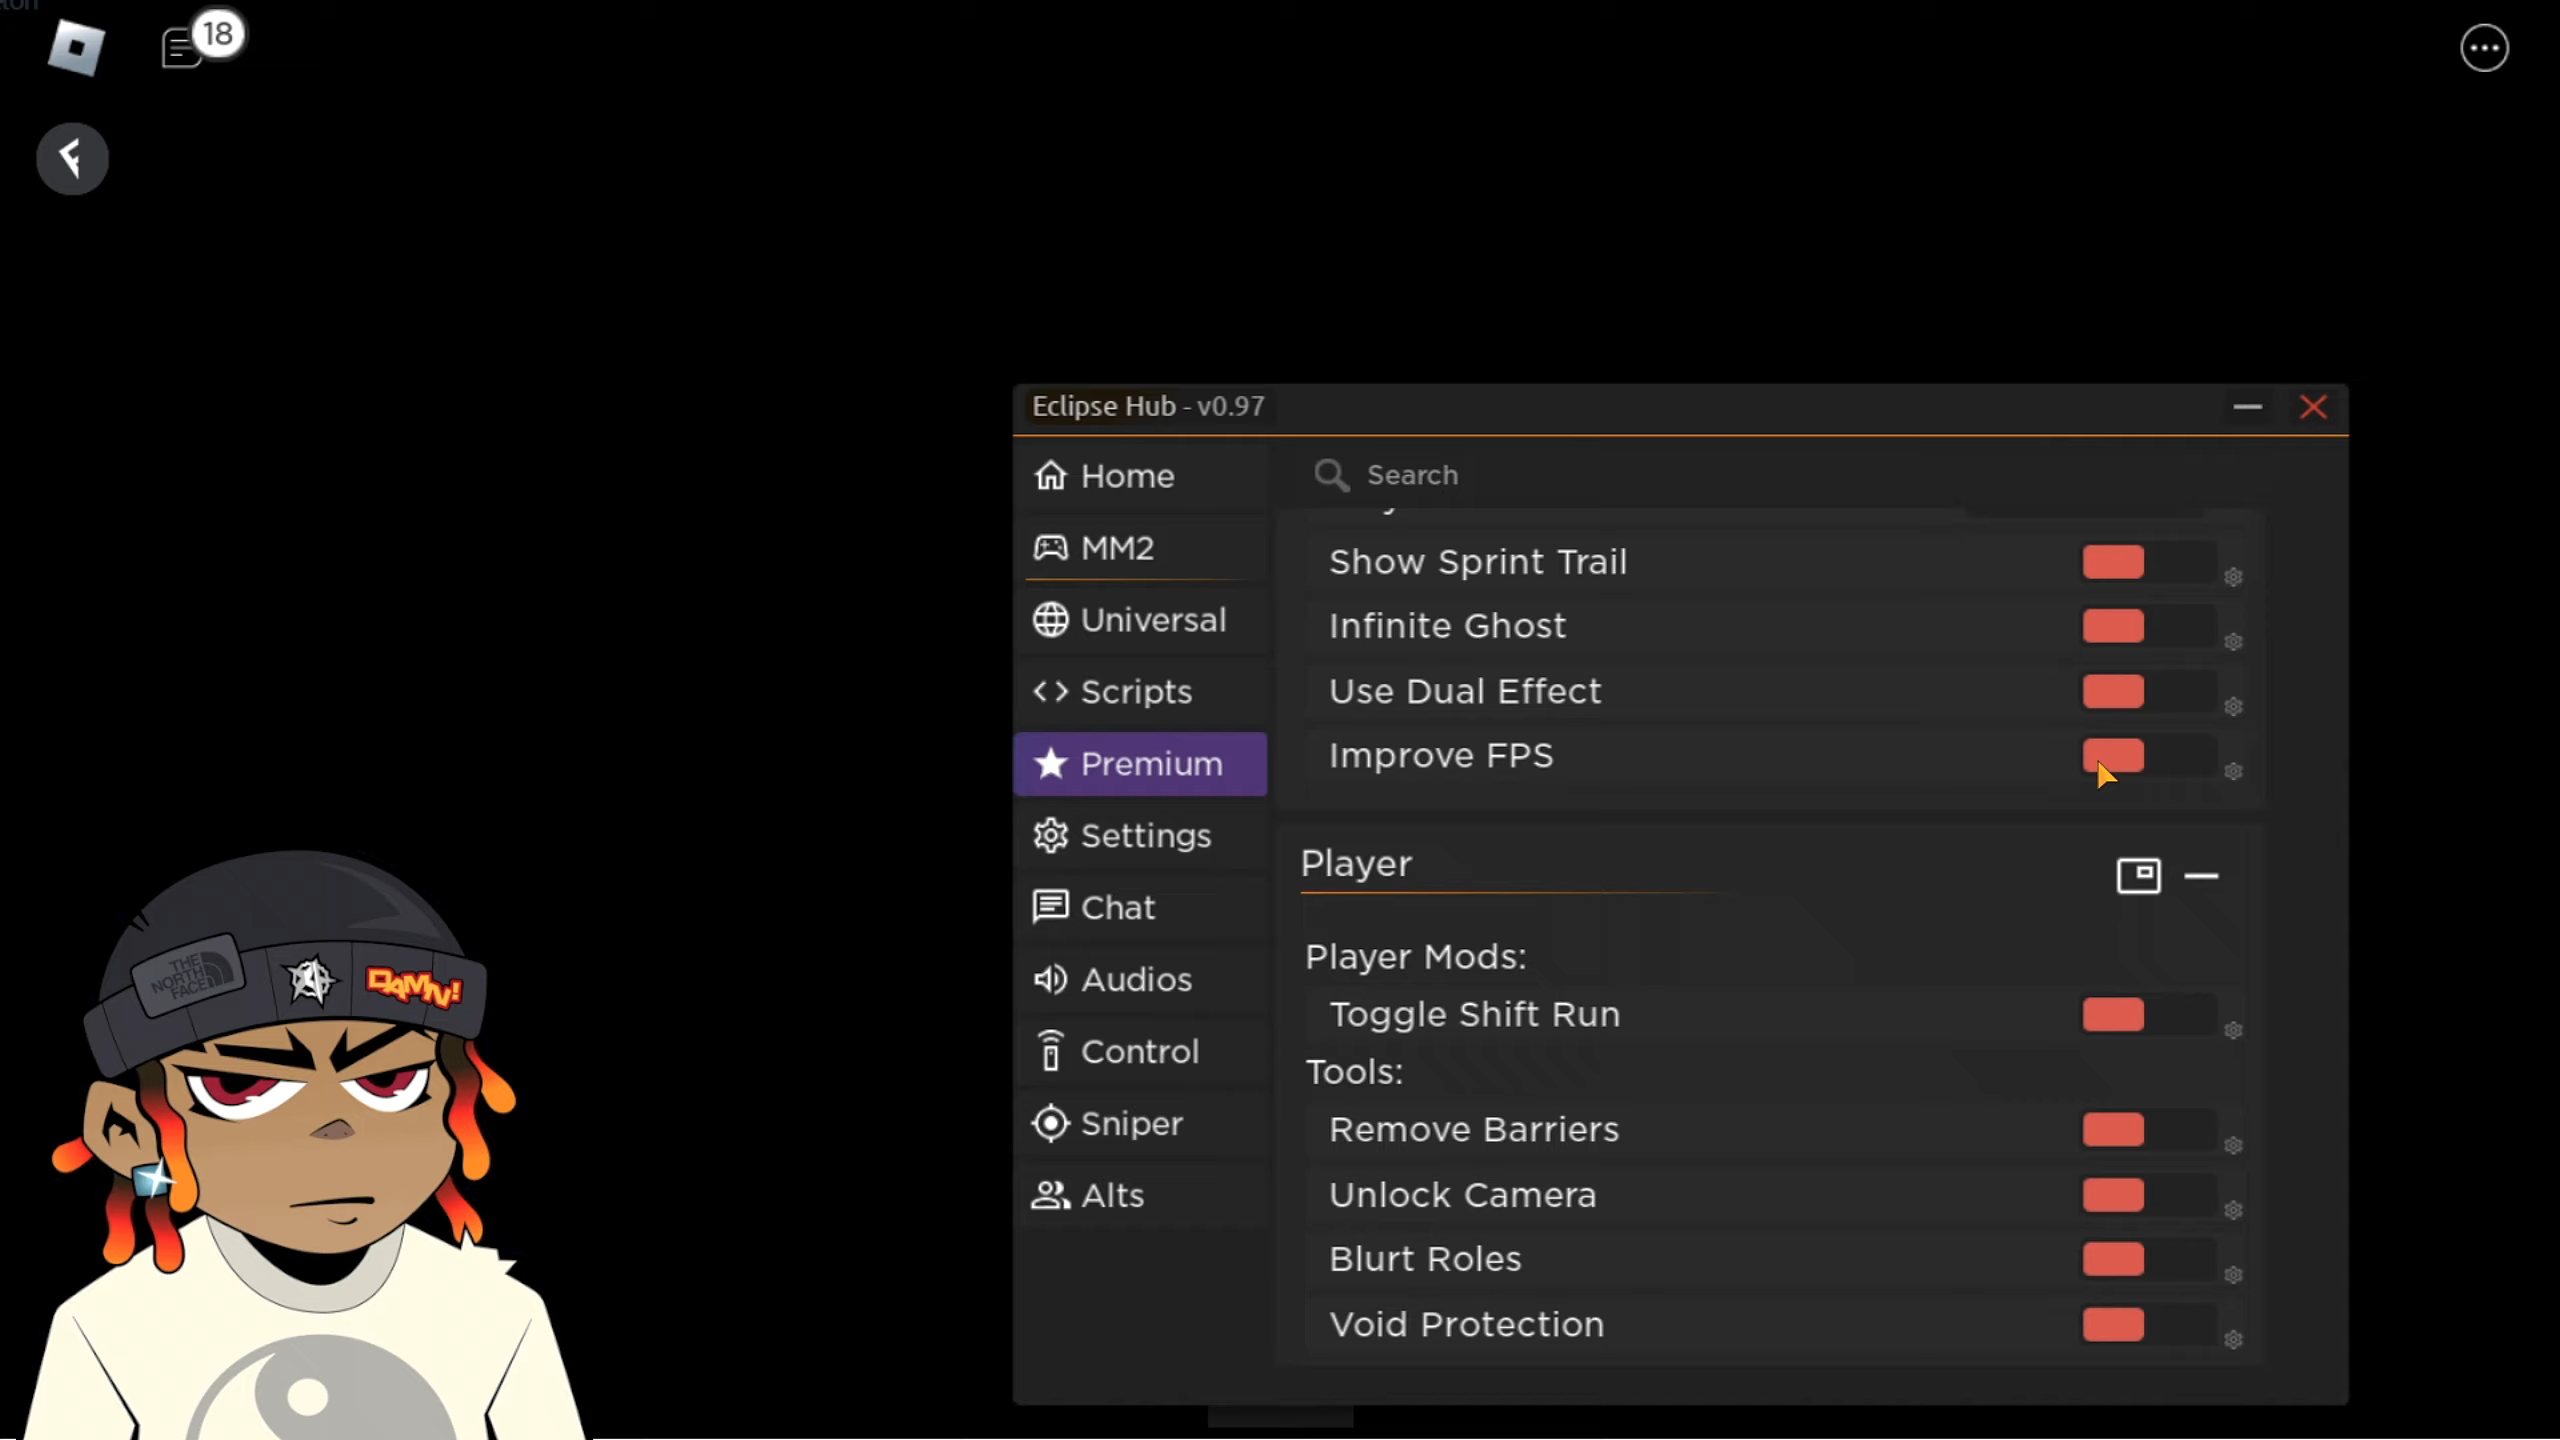 18
Eclipse Hub - v0.97
Home
Search
MM2
Show Sprint Trail
Universal
Infinite Ghost
Scripts
Use Dual Effect
Premium
Improve FPS
Settings
Player
Chat
Player Mods:
Audios
Toggle Shift Run
Control
Tools:
Sniper
Remove Barriers
Alts
Unlock Camera
Blurt Roles
Void Protection
THE
NORTH
FACE
DAMN!